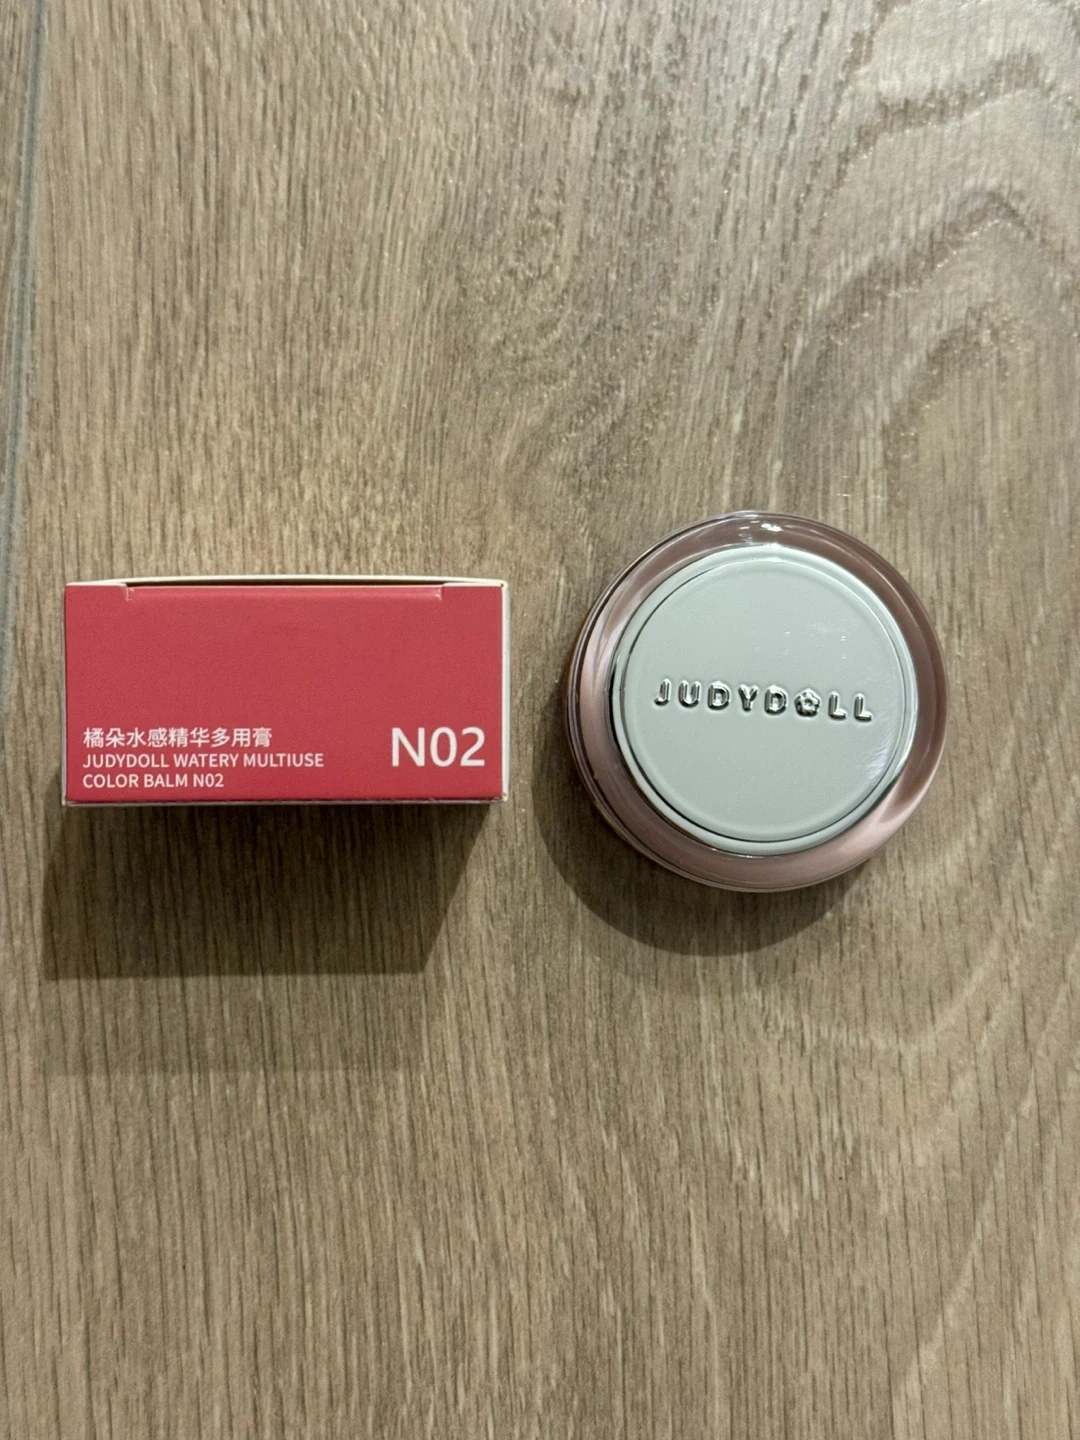 橘朵水感精华多用膏
JUDYDOLL WATERY MULTIUSE
COLOR BALM N02
N02
JUDYDOLL